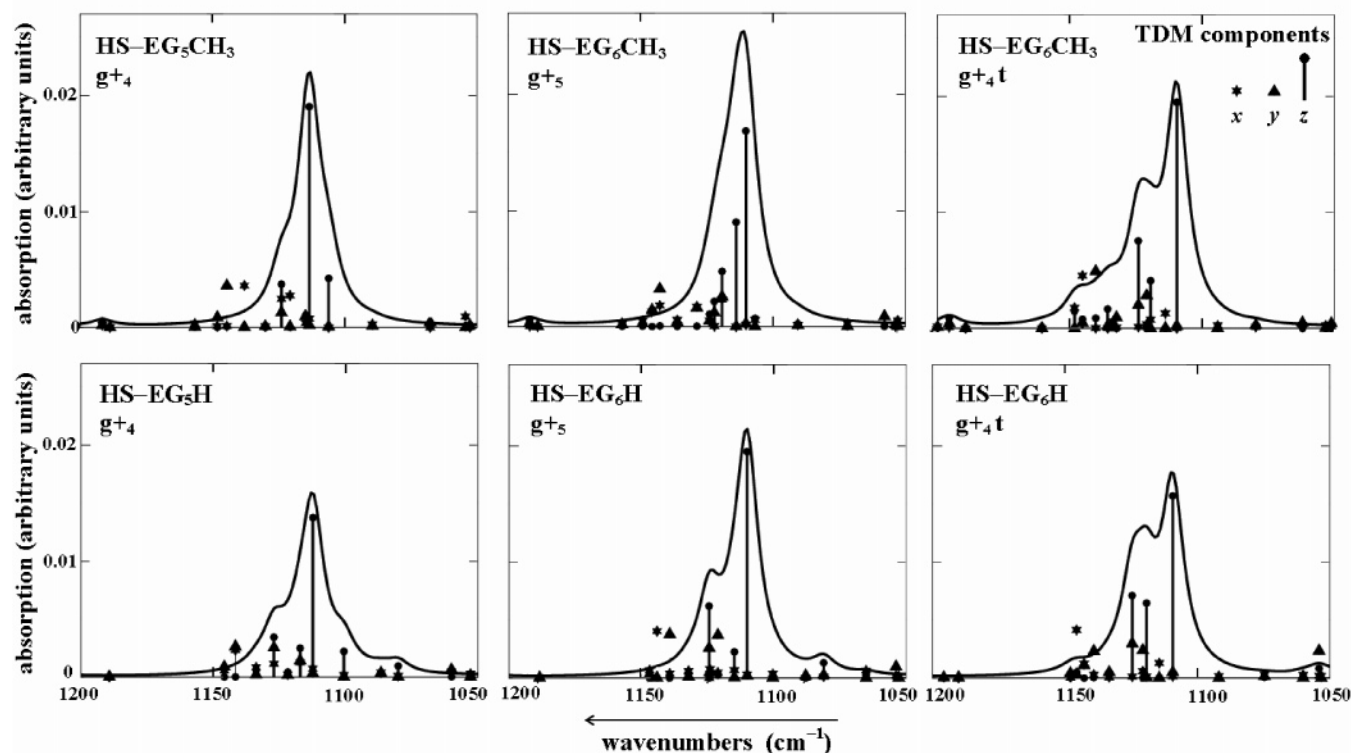 HS–EG₅CH₃
g+₄
HS–EG₆CH₃
g+₅
HS–EG₆CH₃
g+₄ t
TDM components
x y z
absorption (arbitrary units)
0.02
0.01
0
HS–EG₅H
g+₄
HS–EG₆H
g+₅
HS–EG₆H
g+₄ t
absorption (arbitrary units)
0.02
0.01
0
1200 1150 1100 1050
1200 1150 1100 1050
1200 1150 1100 1050
wavenumbers (cm⁻¹)